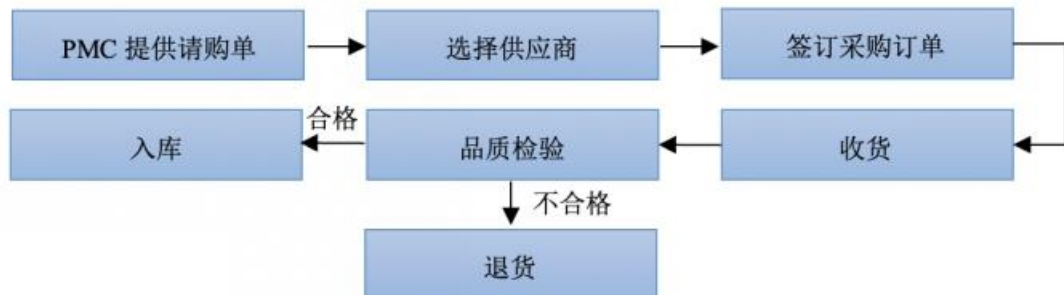 PMC 提供请购单
选择供应商
签订采购订单
入库
合格
品质检验
收货
不合格
退货